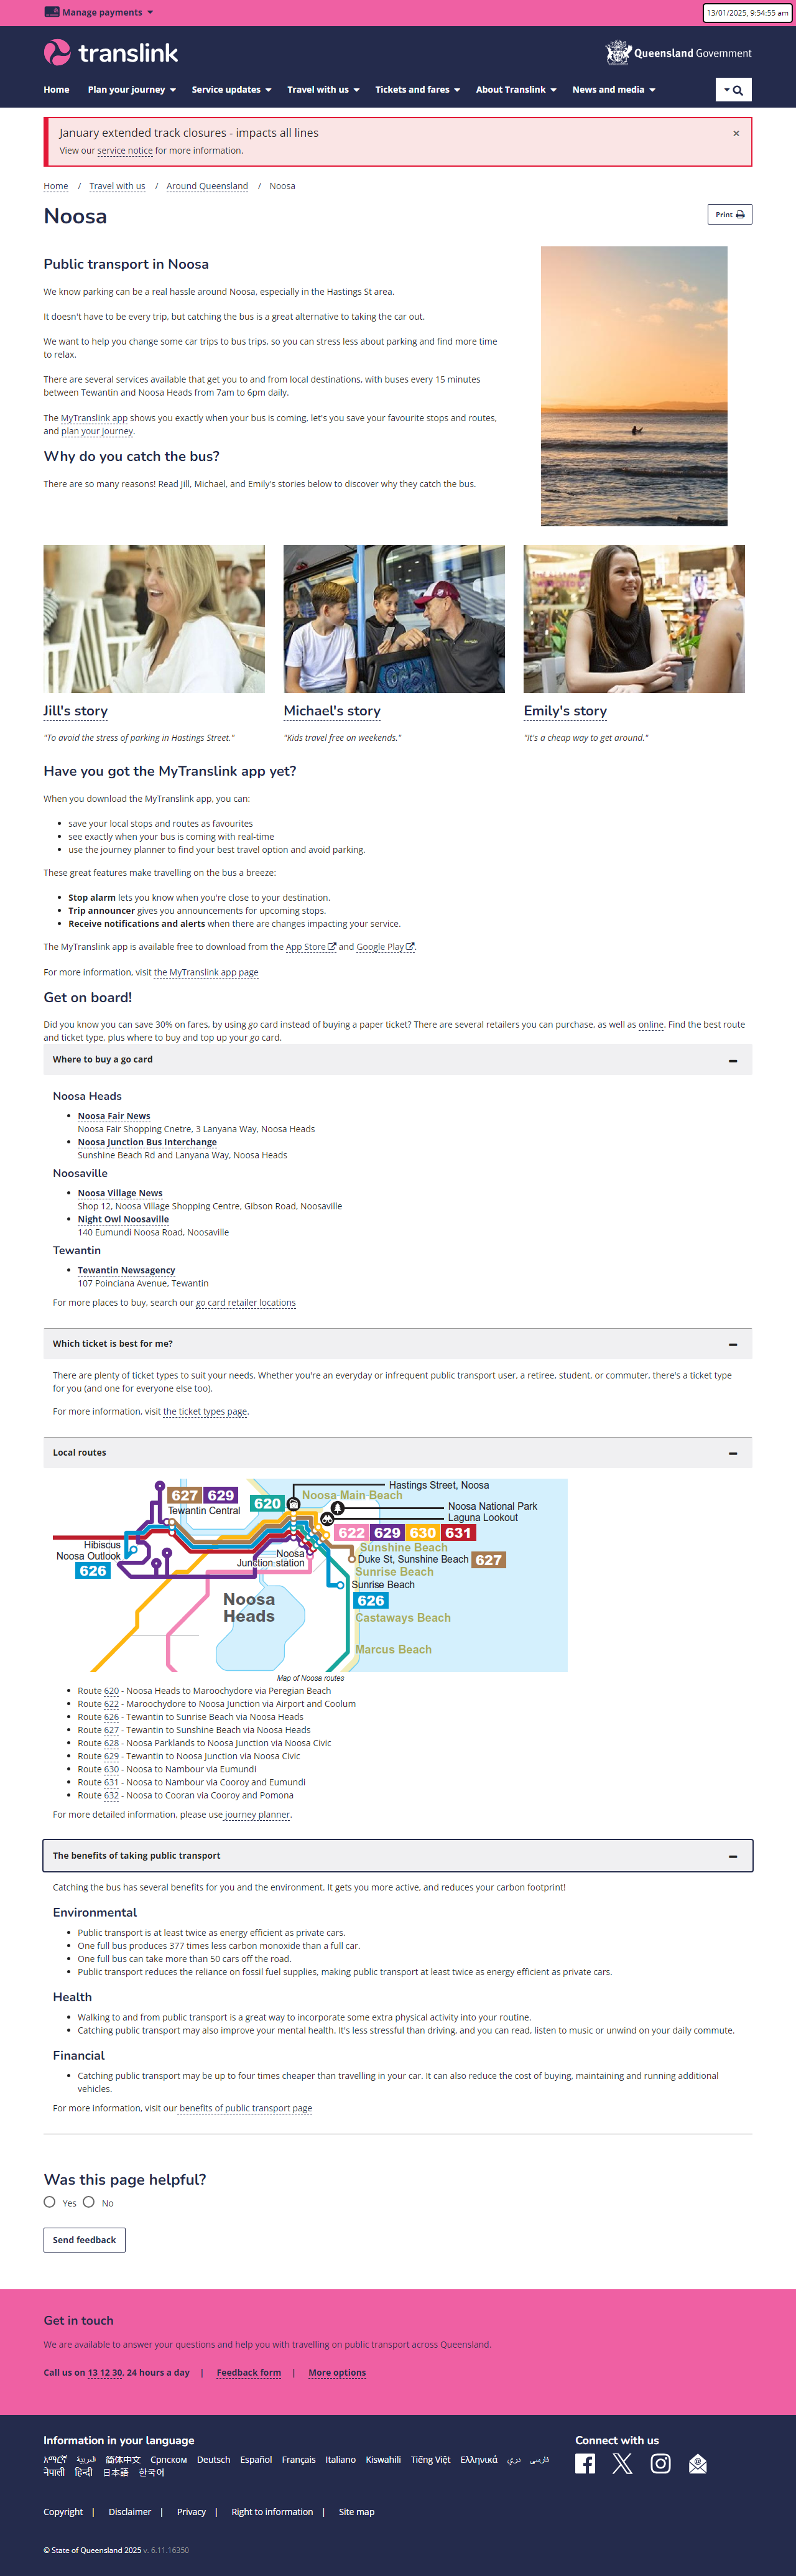 Manage payments
13/01/2025, 9:54:55 am
translink
Queensland Government
Home Plan your journey Service updates Travel with us Tickets and fares About Translink News and media
January extended track closures - impacts all lines ×
View our service notice for more information.
Home / Travel with us / Around Queensland / Noosa
Noosa
Print
Public transport in Noosa
We know parking can be a real hassle around Noosa, especially in the Hastings St area.
It doesn't have to be every trip, but catching the bus is a great alternative to taking the car out.
We want to help you change some car trips to bus trips, so you can stress less about parking and find more time
to relax.
There are several services available that get you to and from local destinations, with buses every 15 minutes
between Tewantin and Noosa Heads from 7am to 6pm daily.
The MyTranslink app shows you exactly when your bus is coming, let's you save your favourite stops and routes,
and plan your journey.
Why do you catch the bus?
There are so many reasons! Read Jill, Michael, and Emily's stories below to discover why they catch the bus.
Jill's story
"To avoid the stress of parking in Hastings Street."
Michael's story
"Kids travel free on weekends."
Emily's story
"It's a cheap way to get around."
Have you got the MyTranslink app yet?
When you download the MyTranslink app, you can:
• save your local stops and routes as favourites
• see exactly when your bus is coming with real-time
• use the journey planner to find your best travel option and avoid parking.
These great features make travelling on the bus a breeze:
• Stop alarm lets you know when you're close to your destination.
• Trip announcer gives you announcements for upcoming stops.
• Receive notifications and alerts when there are changes impacting your service.
The MyTranslink app is available free to download from the App Store and Google Play.
For more information, visit the MyTranslink app page
Get on board!
Did you know you can save 30% on fares, by using go card instead of buying a paper ticket? There are several retailers you can purchase, as well as online. Find the best route
and ticket type, plus where to buy and top up your go card.
Where to buy a go card
Noosa Heads
• Noosa Fair News
Noosa Fair Shopping Cnetre, 3 Lanyana Way, Noosa Heads
• Noosa Junction Bus Interchange
Sunshine Beach Rd and Lanyana Way, Noosa Heads
Noosaville
• Noosa Village News
Shop 12, Noosa Village Shopping Centre, Gibson Road, Noosaville
• Night Owl Noosaville
140 Eumundi Noosa Road, Noosaville
Tewantin
• Tewantin Newsagency
107 Poinciana Avenue, Tewantin
For more places to buy, search our go card retailer locations
Which ticket is best for me?
There are plenty of ticket types to suit your needs. Whether you're an everyday or infrequent public transport user, a retiree, student, or commuter, there's a ticket type
for you (and one for everyone else too).
For more information, visit the ticket types page.
Local routes
Hastings Street, Noosa
627 629
Noosa Main Beach
620
Noosa National Park
Tewantin Central
Laguna Lookout
622 629 630 631
Hibiscus
Noosa Outlook
Sunshine Beach
Noosa
Junction station
Duke St, Sunshine Beach 627
626
Sunrise Beach
Sunrise Beach
Noosa
Heads
626
Castaways Beach
Marcus Beach
Map of Noosa routes
• Route 620 - Noosa Heads to Maroochydore via Peregian Beach
• Route 622 - Maroochydore to Noosa Junction via Airport and Coolum
• Route 626 - Tewantin to Sunrise Beach via Noosa Heads
• Route 627 - Tewantin to Sunshine Beach via Noosa Heads
• Route 628 - Noosa Parklands to Noosa Junction via Noosa Civic
• Route 629 - Tewantin to Noosa Junction via Noosa Civic
• Route 630 - Noosa to Nambour via Eumundi
• Route 631 - Noosa to Nambour via Cooroy and Eumundi
• Route 632 - Noosa to Cooran via Cooroy and Pomona
For more detailed information, please use journey planner.
The benefits of taking public transport
Catching the bus has several benefits for you and the environment. It gets you more active, and reduces your carbon footprint!
Environmental
• Public transport is at least twice as energy efficient as private cars.
• One full bus produces 377 times less carbon monoxide than a full car.
• One full bus can take more than 50 cars off the road.
• Public transport reduces the reliance on fossil fuel supplies, making public transport at least twice as energy efficient as private cars.
Health
• Walking to and from public transport is a great way to incorporate some extra physical activity into your routine.
• Catching public transport may also improve your mental health. It's less stressful than driving, and you can read, listen to music or unwind on your daily commute.
Financial
• Catching public transport may be up to four times cheaper than travelling in your car. It can also reduce the cost of buying, maintaining and running additional
vehicles.
For more information, visit our benefits of public transport page
Was this page helpful?
Yes No
Send feedback
Get in touch
We are available to answer your questions and help you with travelling on public transport across Queensland.
Call us on 13 12 30, 24 hours a day | Feedback form | More options
Information in your language
አማርኛ العربية 简体中文 Српском Deutsch Español Français Italiano Kiswahili Tiếng Việt Ελληνικά دری فارسی
नेपाली हिन्दी 日本語 한국어
Connect with us
Copyright | Disclaimer | Privacy | Right to information | Site map
© State of Queensland 2025 v. 6.11.16350